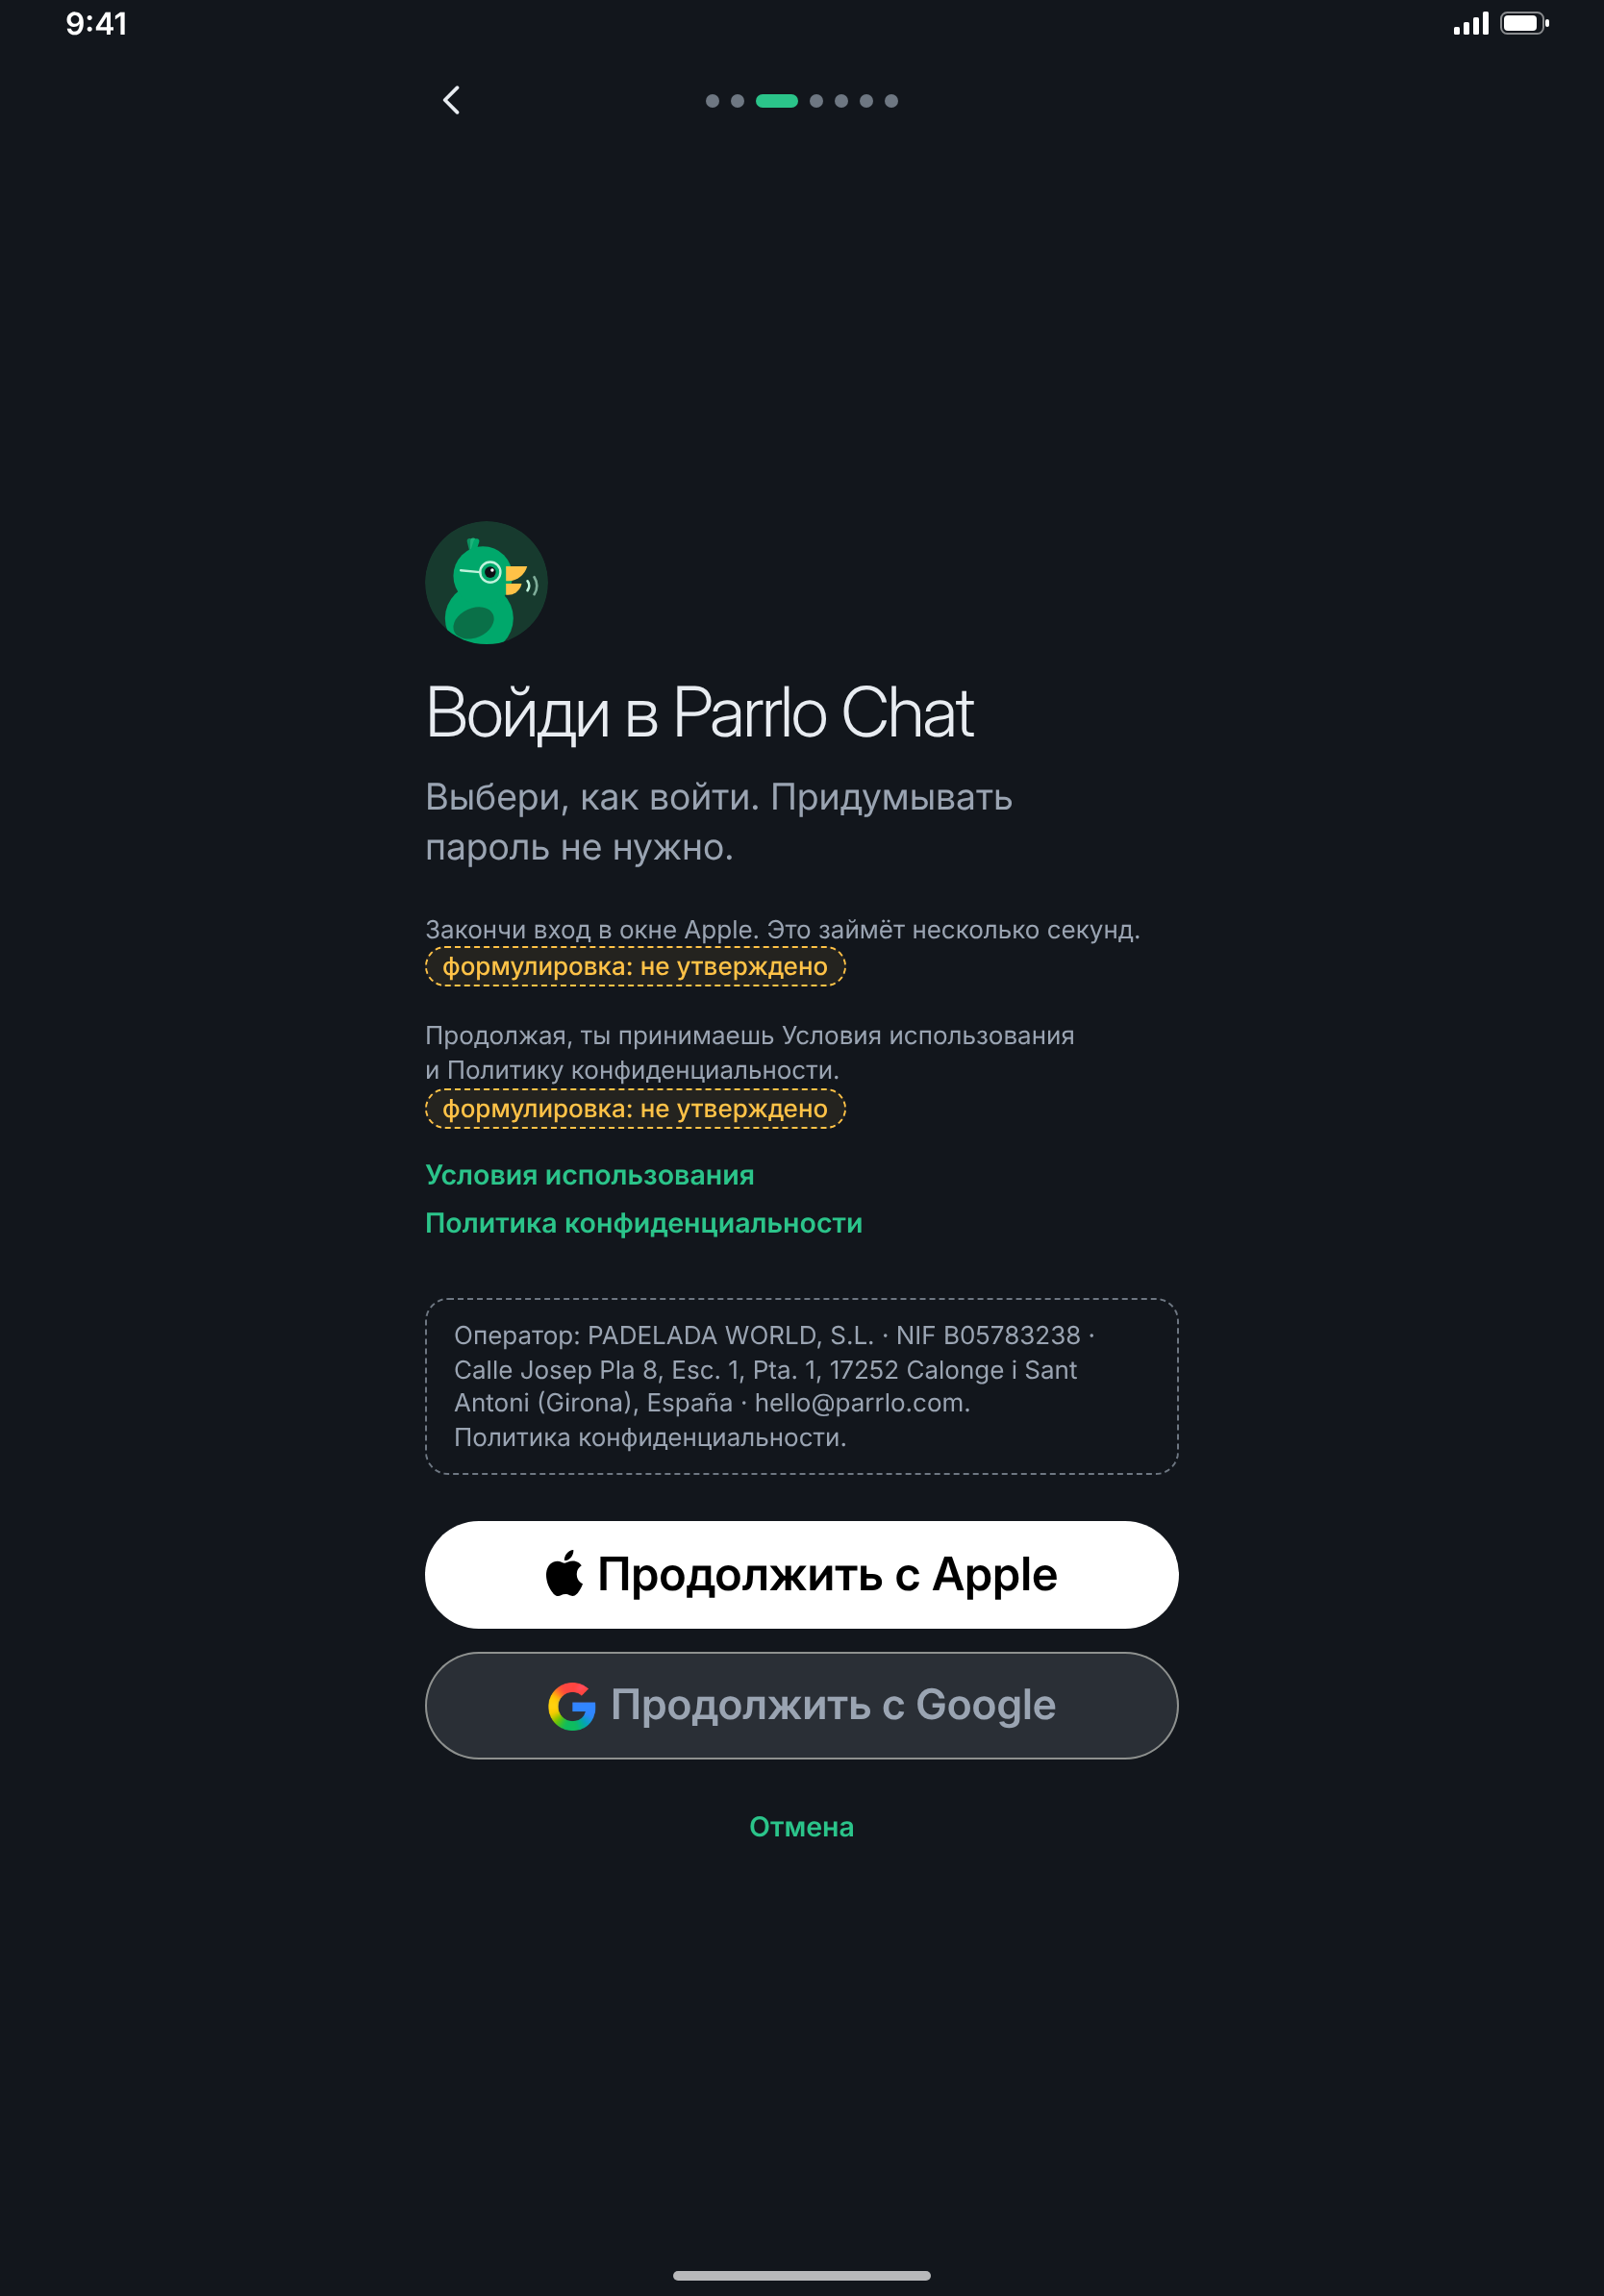 9:41
Войди в Parrlo Chat
Выбери, как войти. Придумывать
пароль не нужно.
Закончи вход в окне Apple. Это займёт несколько секунд.
формулировка: не утверждено
Продолжая, ты принимаешь Условия использования
и Политику конфиденциальности.
формулировка: не утверждено
Условия использования
Политика конфиденциальности
Оператор: PADELADA WORLD, S.L. · NIF B05783238 ·
Calle Josep Pla 8, Esc. 1, Pta. 1, 17252 Calonge i Sant
Antoni (Girona), España · hello@parrlo.com.
Политика конфиденциальности.
Продолжить с Apple
Продолжить с Google
Отмена